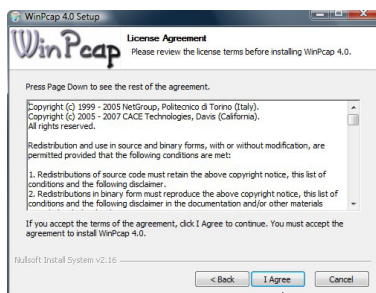 WinPcap 4.0 Setup
WinPcap
License Agreement
Please review the license terms before installing WinPcap 4.0.
Press Page Down to see the rest of the agreement.
Copyright (c) 1999 - 2005 NetGroup, Politecnico di Torino (Italy).
Copyright (c) 2005 - 2007 CACE Technologies, Davis (California).
All rights reserved.
Redistribution and use in source and binary forms, with or without modification, are
permitted provided that the following conditions are met:
1. Redistributions of source code must retain the above copyright notice, this list of
conditions and the following disclaimer.
2. Redistributions in binary form must reproduce the above copyright notice, this list of
conditions and the following disclaimer in the documentation and/or other materials
If you accept the terms of the agreement, click I Agree to continue. You must accept the
agreement to install WinPcap 4.0.
Nullsoft Install System v2.16
< Back
I Agree
Cancel